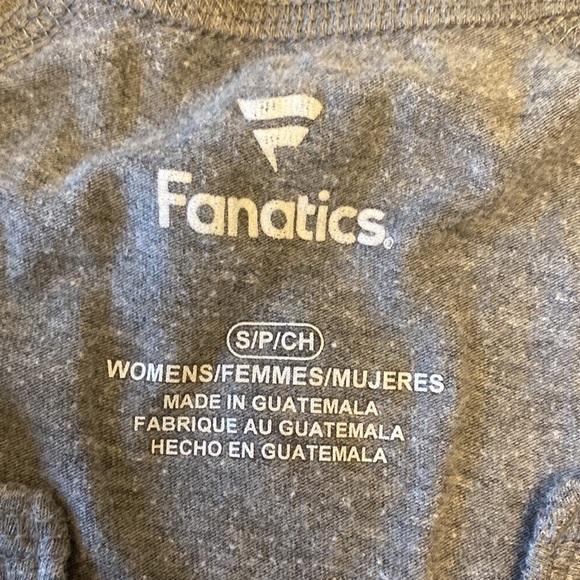 Fanatics®
S/P/CH
WOMENS/FEMMES/MUJERES
MADE IN GUATEMALA
FABRIQUE AU GUATEMALA
HECHO EN GUATEMALA